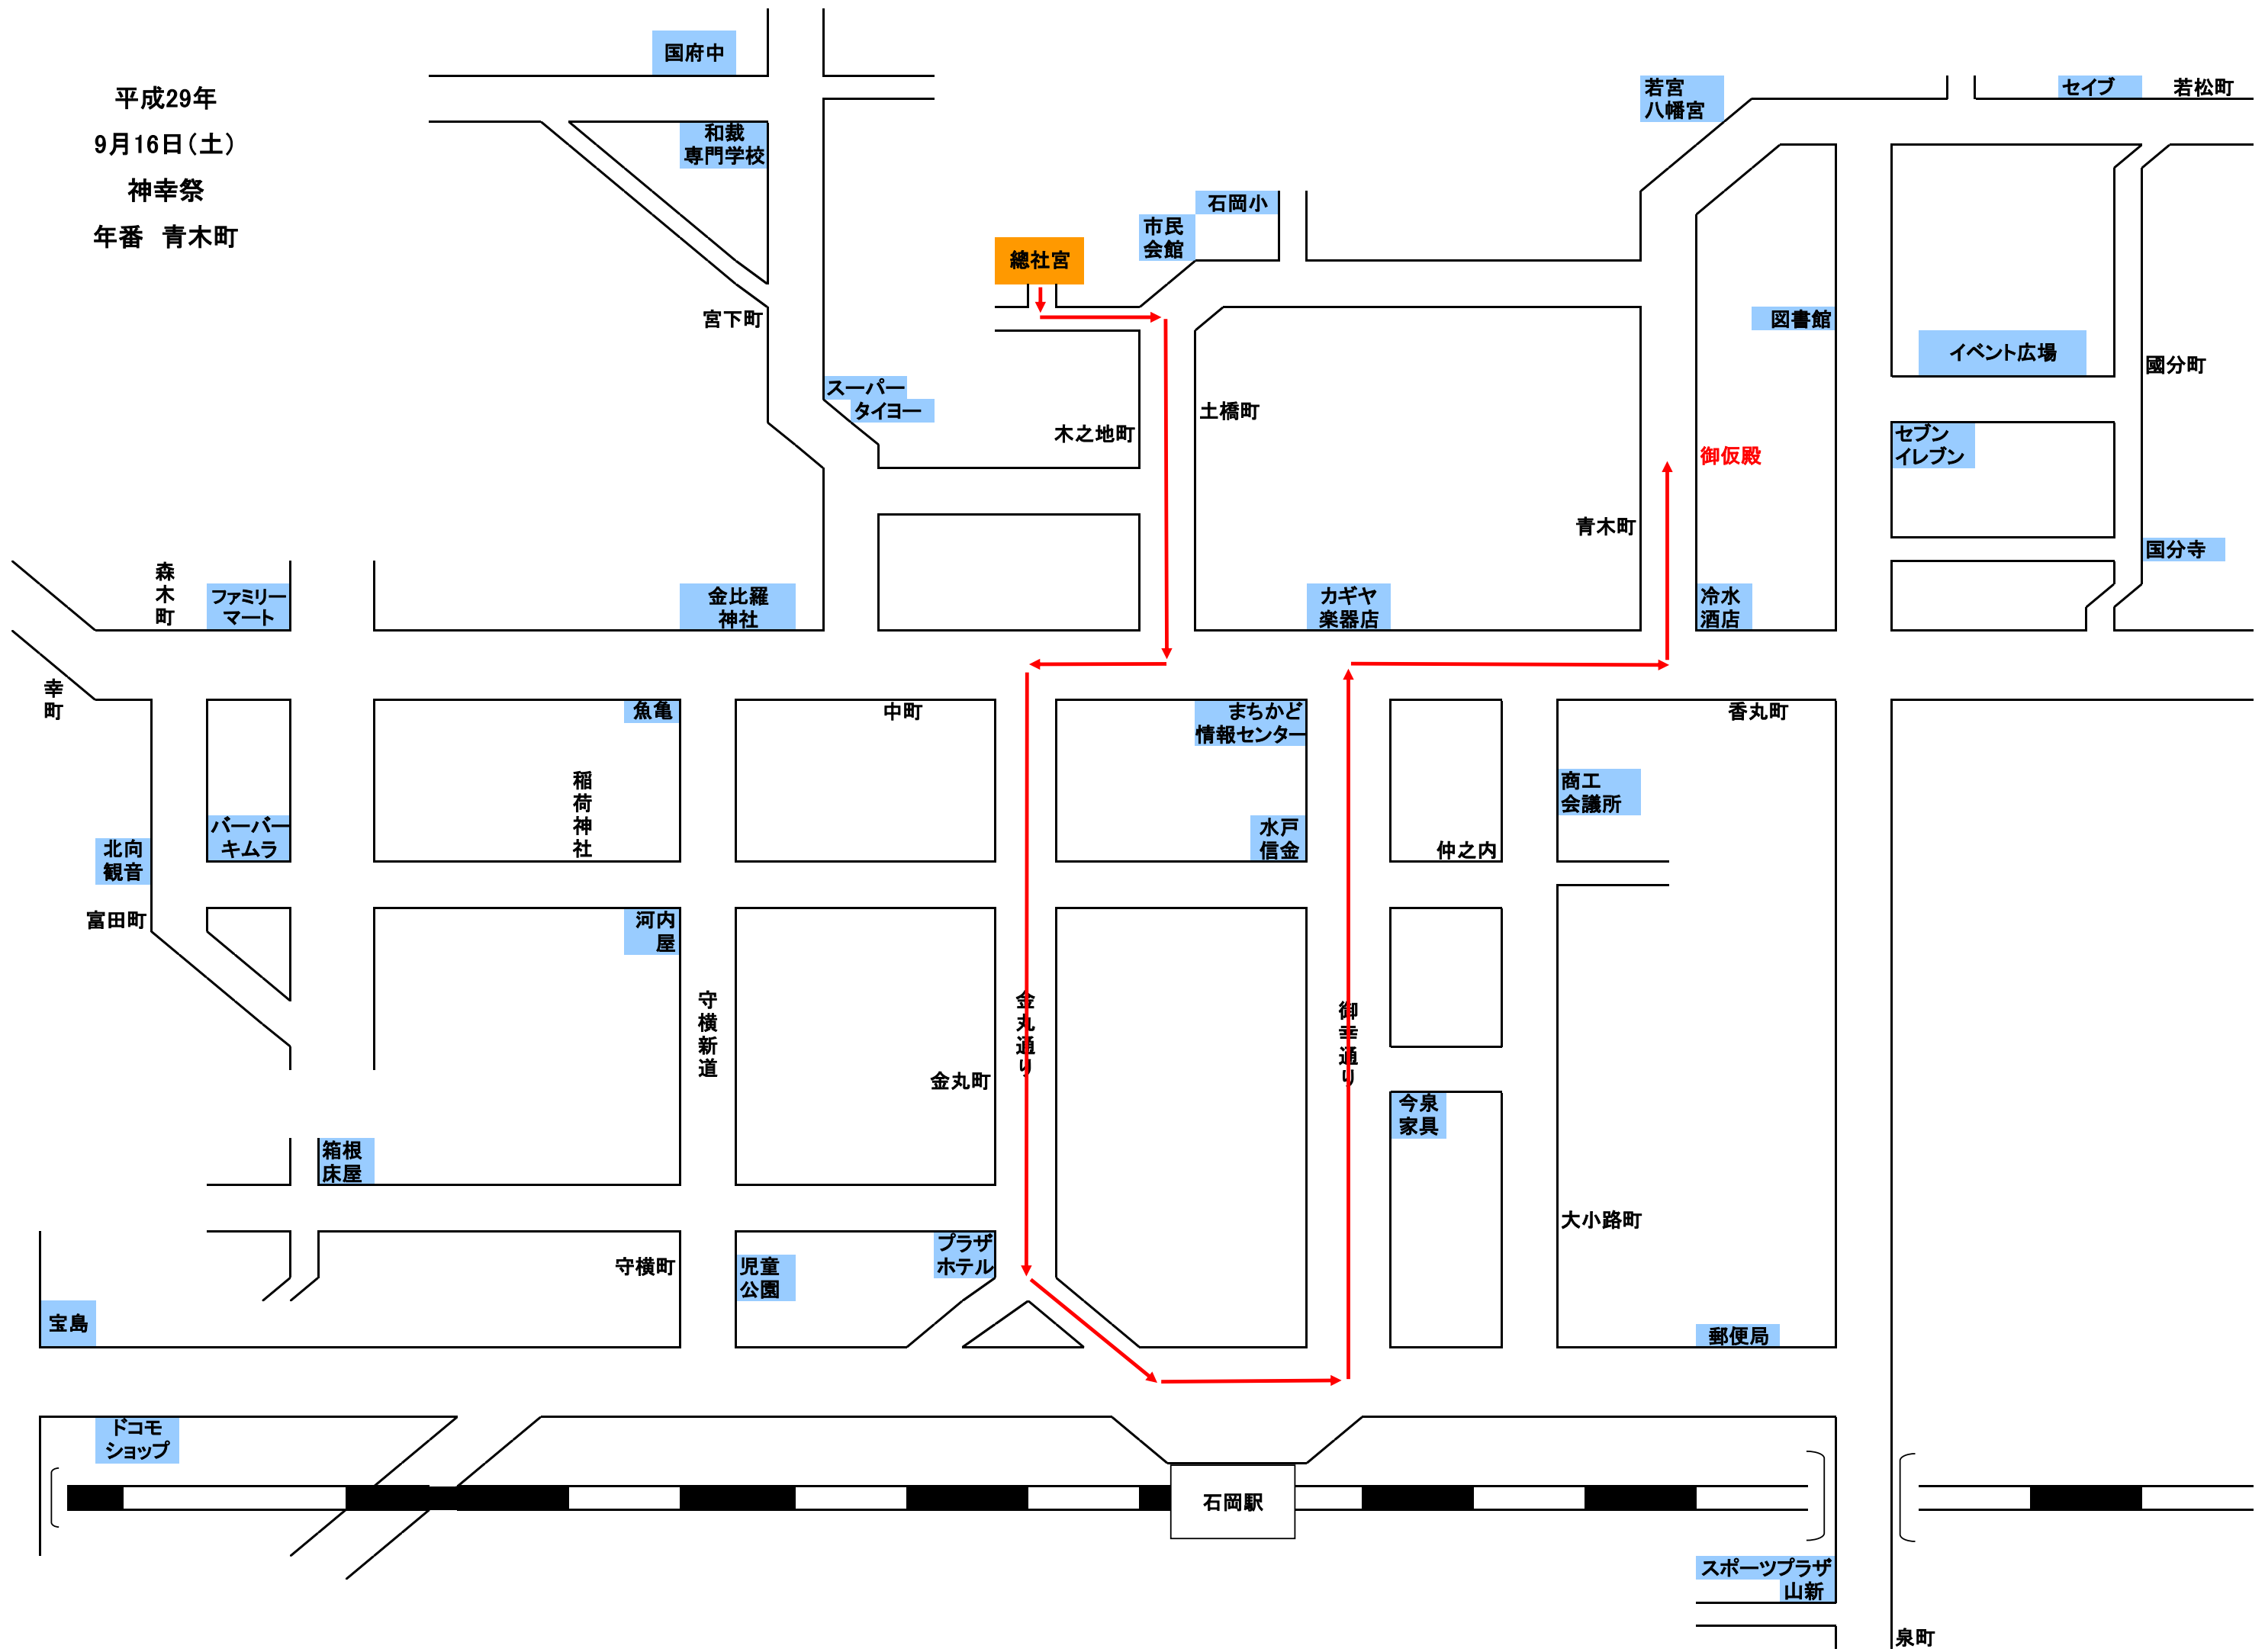 平成29年
9月16日(土)
神幸祭
年番　青木町
国府中
和裁
専門学校
若宮
八幡宮
セイブ
若松町
石岡小
市民
会館
總社宮
宮下町
図書館
イベント広場
國分町
スーパー
タイヨー
木之地町
土橋町
御仮殿
セブン
イレブン
青木町
国分寺
森木町
ファミリー
マート
金比羅
神社
カギヤ
楽器店
冷水
酒店
幸町
魚亀
中町
まちかど
情報センター
香丸町
稲荷神社
商工
会議所
バーバー
キムラ
水戸
信金
仲之内
北向
観音
富田町
河内
屋
守横新道
金丸通り
御幸通り
金丸町
今泉
家具
箱根
床屋
大小路町
守横町
児童
公園
プラザ
ホテル
宝島
郵便局
ドコモ
ショップ
石岡駅
スポーツプラザ
山新
泉町